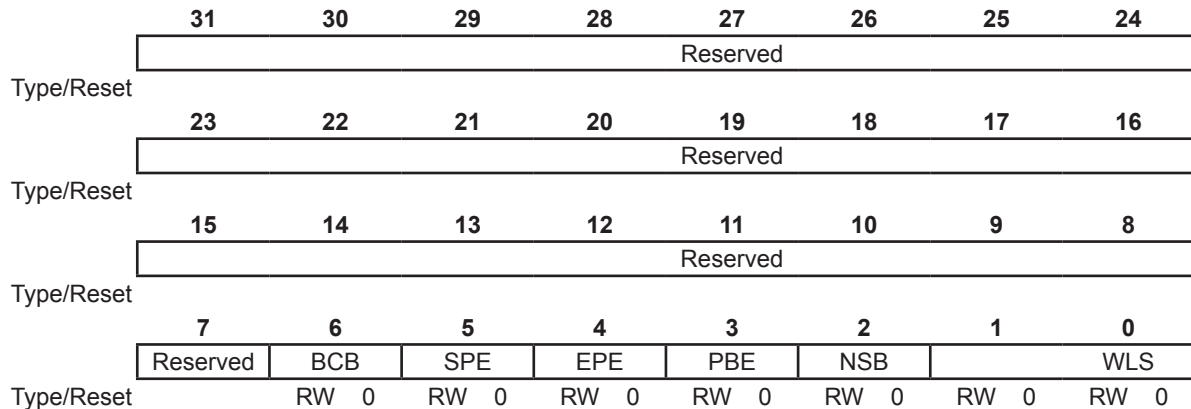 31 30 29 28 27 26 25 24
Reserved
Type/Reset
23 22 21 20 19 18 17 16
Reserved
Type/Reset
15 14 13 12 11 10 9 8
Reserved
Type/Reset
7 6 5 4 3 2 1 0
Reserved BCB SPE EPE PBE NSB WLS
Type/Reset RW 0 RW 0 RW 0 RW 0 RW 0 RW 0 RW 0